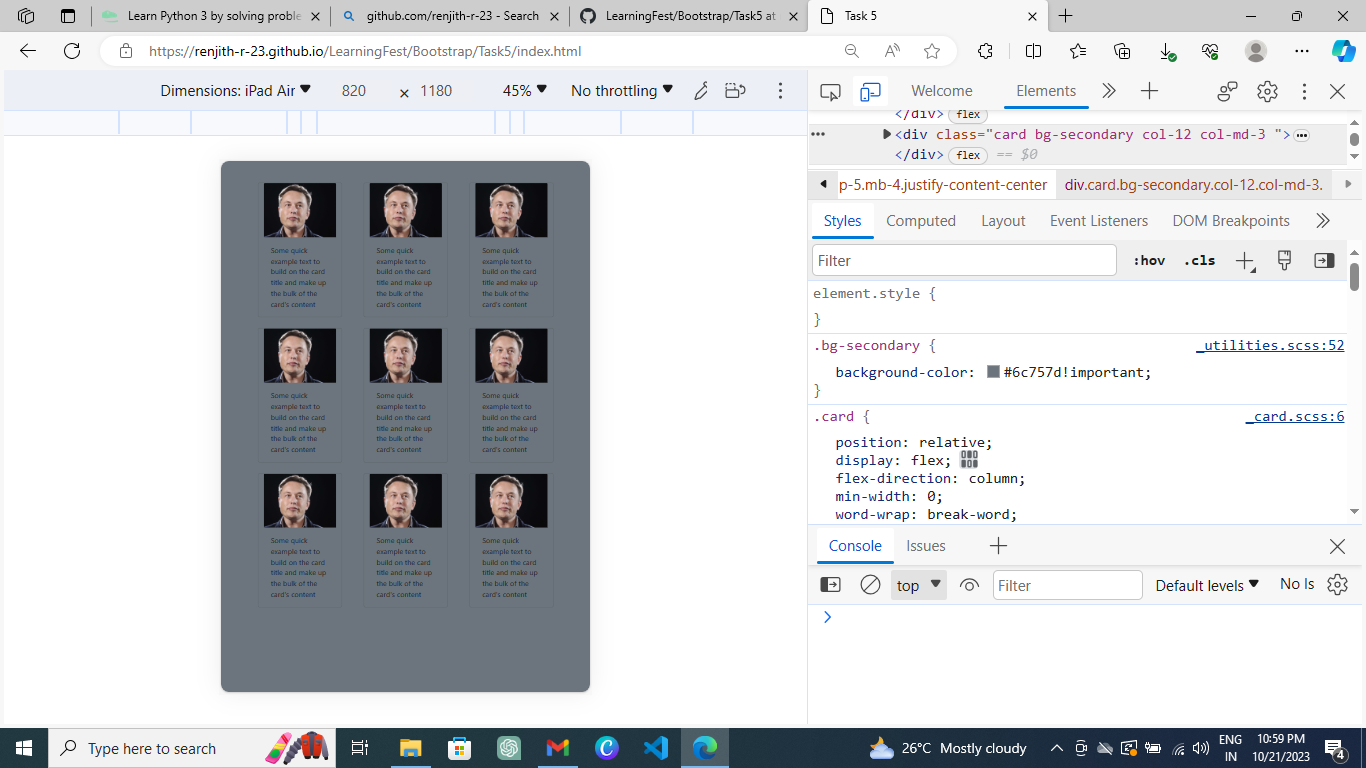 Learn Python 3 by solving proble
github.com/renjith-r-23 - Search
LearningFest/Bootstrap/Task5 at
Task 5
https://renjith-r-23.github.io/LearningFest/Bootstrap/Task5/index.html
Dimensions: iPad Air 820 × 1180 45% No throttling
Welcome Elements
</div> flex
<div class="card bg-secondary col-12 col-md-3 ">
</div> flex == $0
p-5.mb-4.justify-content-center div.card.bg-secondary.col-12.col-md-3.
Styles Computed Layout Event Listeners DOM Breakpoints
Filter :hov .cls
element.style {
}
.bg-secondary { _utilities.scss:52
background-color: #6c757d!important;
}
.card { _card.scss:6
position: relative;
display: flex;
flex-direction: column;
min-width: 0;
word-wrap: break-word;
Console Issues
top Filter Default levels No Is
Some quick
example text to
build on the card
title and make up
the bulk of the
card's content
Some quick
example text to
build on the card
title and make up
the bulk of the
card's content
Some quick
example text to
build on the card
title and make up
the bulk of the
card's content
Some quick
example text to
build on the card
title and make up
the bulk of the
card's content
Some quick
example text to
build on the card
title and make up
the bulk of the
card's content
Some quick
example text to
build on the card
title and make up
the bulk of the
card's content
Some quick
example text to
build on the card
title and make up
the bulk of the
card's content
Some quick
example text to
build on the card
title and make up
the bulk of the
card's content
Some quick
example text to
build on the card
title and make up
the bulk of the
card's content
Type here to search
26°C Mostly cloudy
ENG
IN
10:59 PM
10/21/2023
4